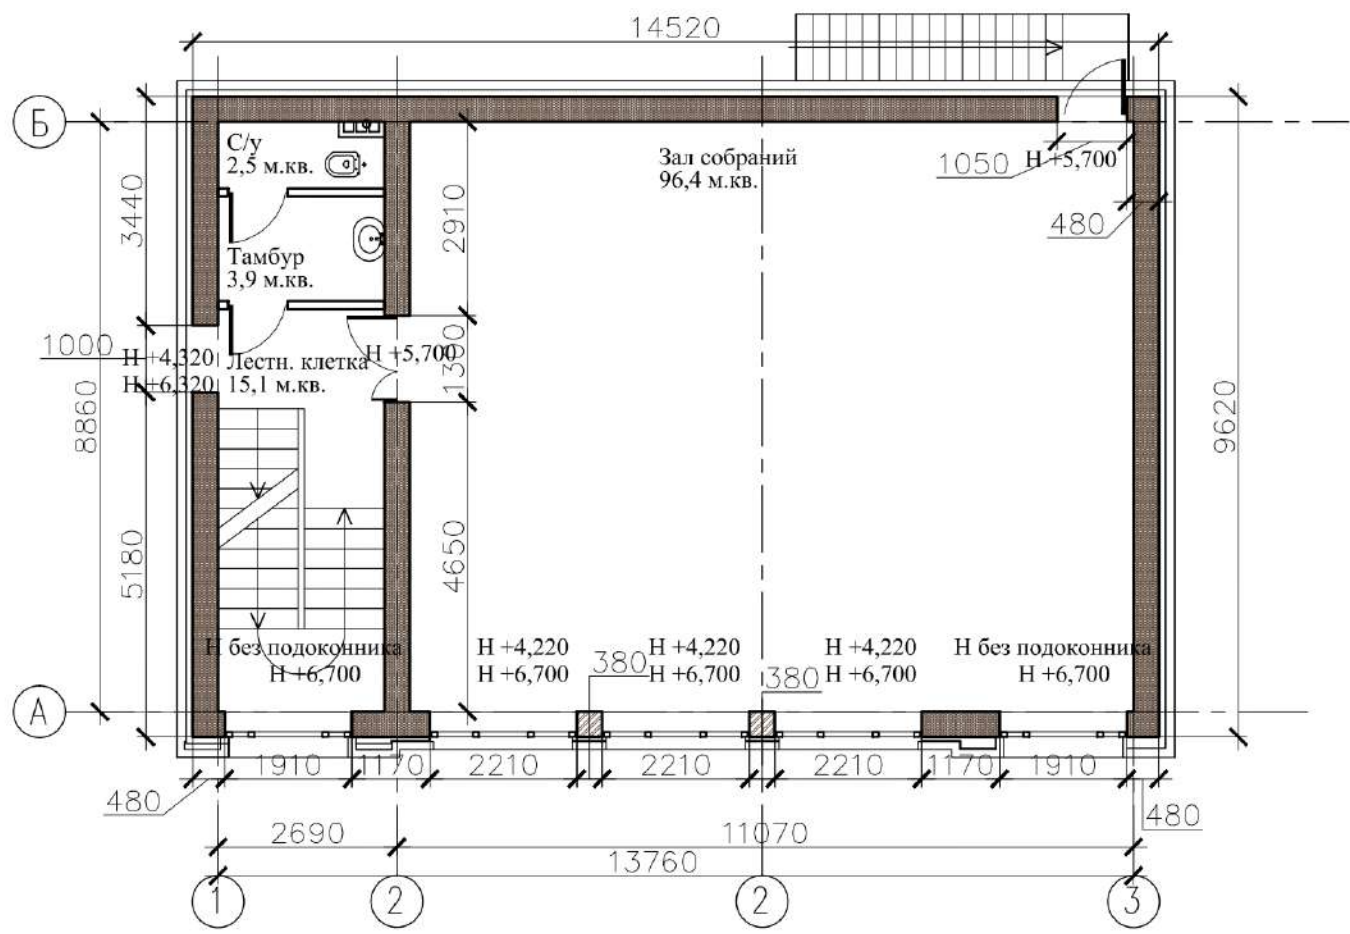 14520
Б
С/у
2,5 м.кв.
Зал собраний
96,4 м.кв.
1050
Н +5,700
480
3440
2910
Тамбур
3,9 м.кв.
1000
Н +4,320
Н +6,320
Лестн. клетка
15,1 м.кв.
Н +5,700
1300
8860
9620
5180
4650
Н без подоконника
Н +6,700
Н +4,220
Н +6,700
380
Н +4,220
Н +6,700
380
Н +4,220
Н +6,700
Н без подоконника
Н +6,700
А
480
1910
1170
2210
2210
2210
1170
1910
480
2690
11070
13760
1
2
2
3